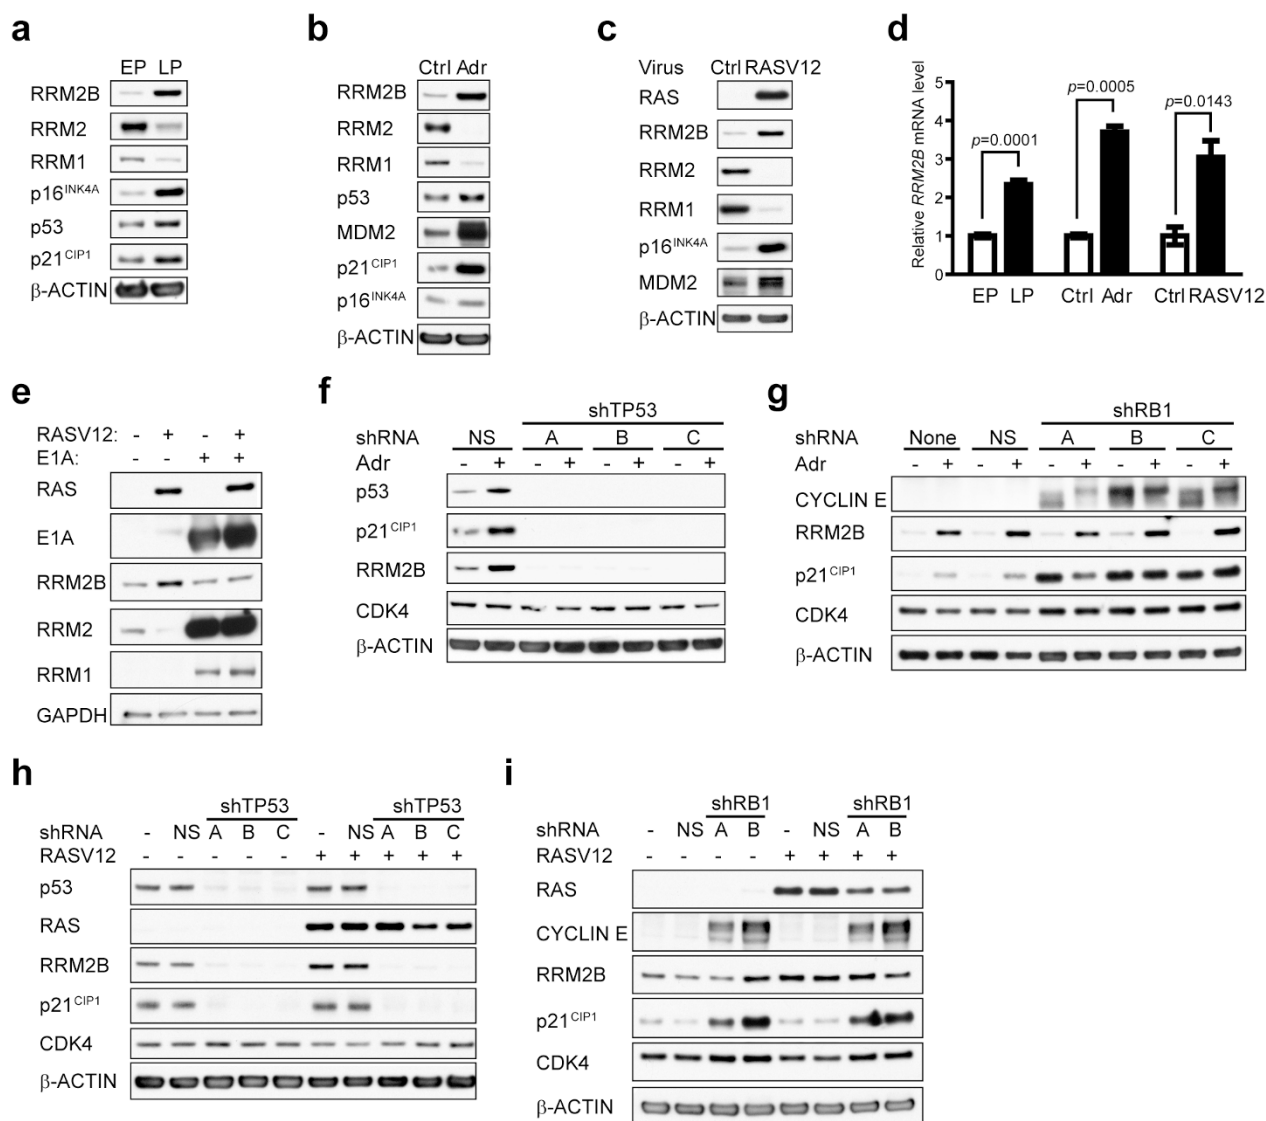 a
EP LP
RRM2B
RRM2
RRM1
p16INK4A
p53
p21CIP1
β-ACTIN
b
Ctrl Adr
RRM2B
RRM2
RRM1
p53
MDM2
p21CIP1
p16INK4A
β-ACTIN
c
Virus Ctrl RASV12
RAS
RRM2B
RRM2
RRM1
p16INK4A
MDM2
β-ACTIN
d
Relative RRM2B mRNA level
5
4
3
2
1
0
p=0.0001
p=0.0005
p=0.0143
EP LP Ctrl Adr Ctrl RASV12
e
RASV12: - + - +
E1A: - - + +
RAS
E1A
RRM2B
RRM2
RRM1
GAPDH
f
shTP53
shRNA NS A B C
Adr - + - + - + - +
p53
p21CIP1
RRM2B
CDK4
β-ACTIN
g
shRB1
shRNA None NS A B C
Adr - + - + - + - + - +
CYCLIN E
RRM2B
p21CIP1
CDK4
β-ACTIN
h
shTP53 shTP53
shRNA - NS A B C - NS A B C
RASV12 - - - - - + + + + +
p53
RAS
RRM2B
p21CIP1
CDK4
β-ACTIN
i
shRB1 shRB1
shRNA - NS A B - NS A B
RASV12 - - - - + + + +
RAS
CYCLIN E
RRM2B
p21CIP1
CDK4
β-ACTIN